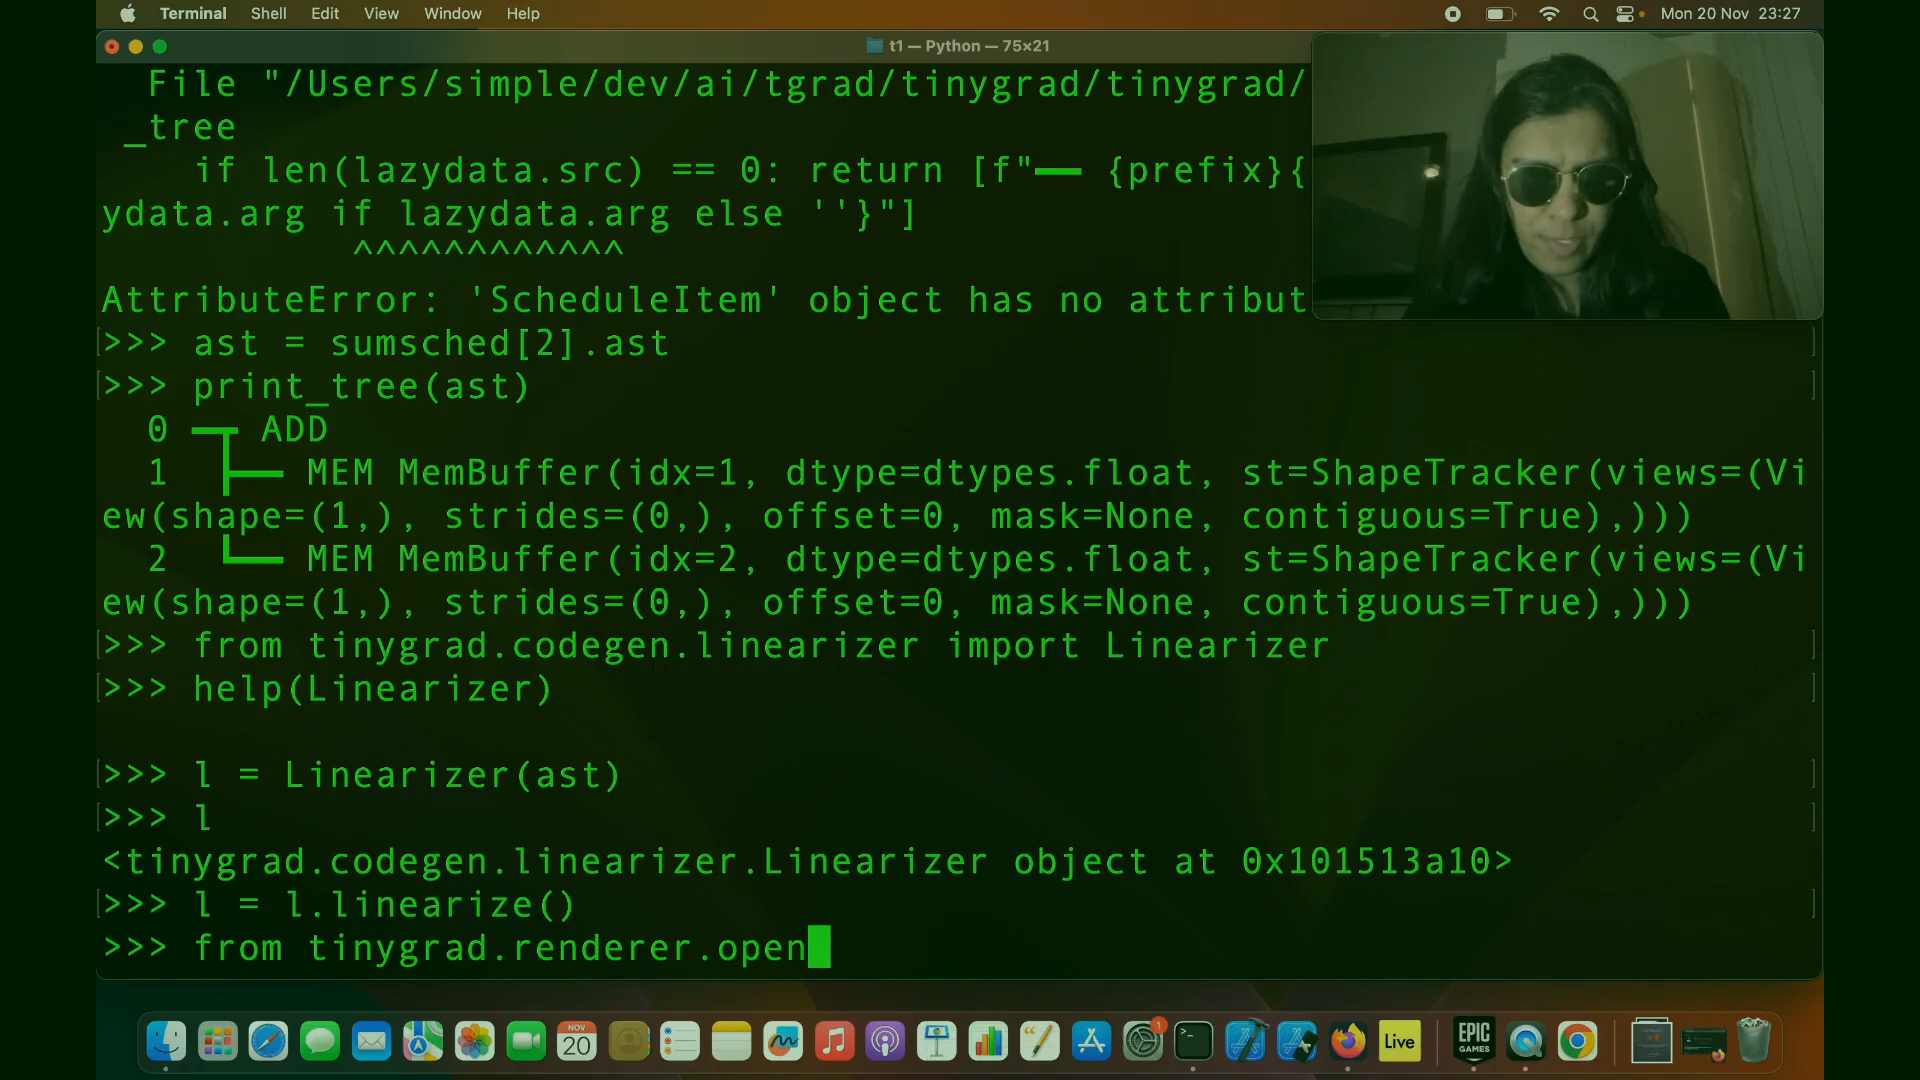 Terminal Shell Edit View Window Help Mon 20 Nov 23:27
t1 — Python — 75×21
File "/Users/simple/dev/ai/tgrad/tinygrad/tinygrad/
_tree
if len(lazydata.src) == 0: return [f"━━ {prefix}{
ydata.arg if lazydata.arg else ''}"]
^^^^^^^^^^^^
AttributeError: 'ScheduleItem' object has no attribut
>>> ast = sumsched[2].ast
>>> print_tree(ast)
0 ━┳ ADD
1 ┣━━ MEM MemBuffer(idx=1, dtype=dtypes.float, st=ShapeTracker(views=(Vi
ew(shape=(1,), strides=(0,), offset=0, mask=None, contiguous=True),)))
2 ┗━━ MEM MemBuffer(idx=2, dtype=dtypes.float, st=ShapeTracker(views=(Vi
ew(shape=(1,), strides=(0,), offset=0, mask=None, contiguous=True),)))
>>> from tinygrad.codegen.linearizer import Linearizer
>>> help(Linearizer)
>>> l = Linearizer(ast)
>>> l
<tinygrad.codegen.linearizer.Linearizer object at 0x101513a10>
>>> l = l.linearize()
>>> from tinygrad.renderer.open
NOV
20
1
Live
EPIC
GAMES